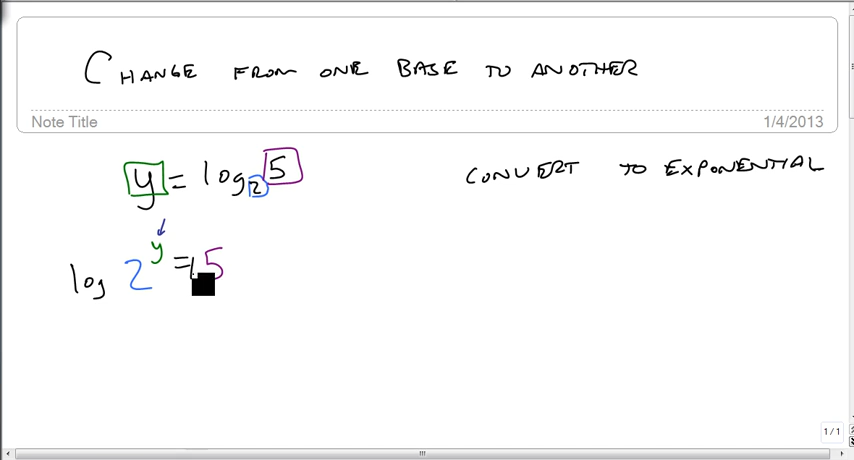 CHANGE FROM ONE BASE TO ANOTHER
Note Title
1/4/2013
y = log₂ 5
CONVERT TO EXPONENTIAL
log 2^y = 5
1/1